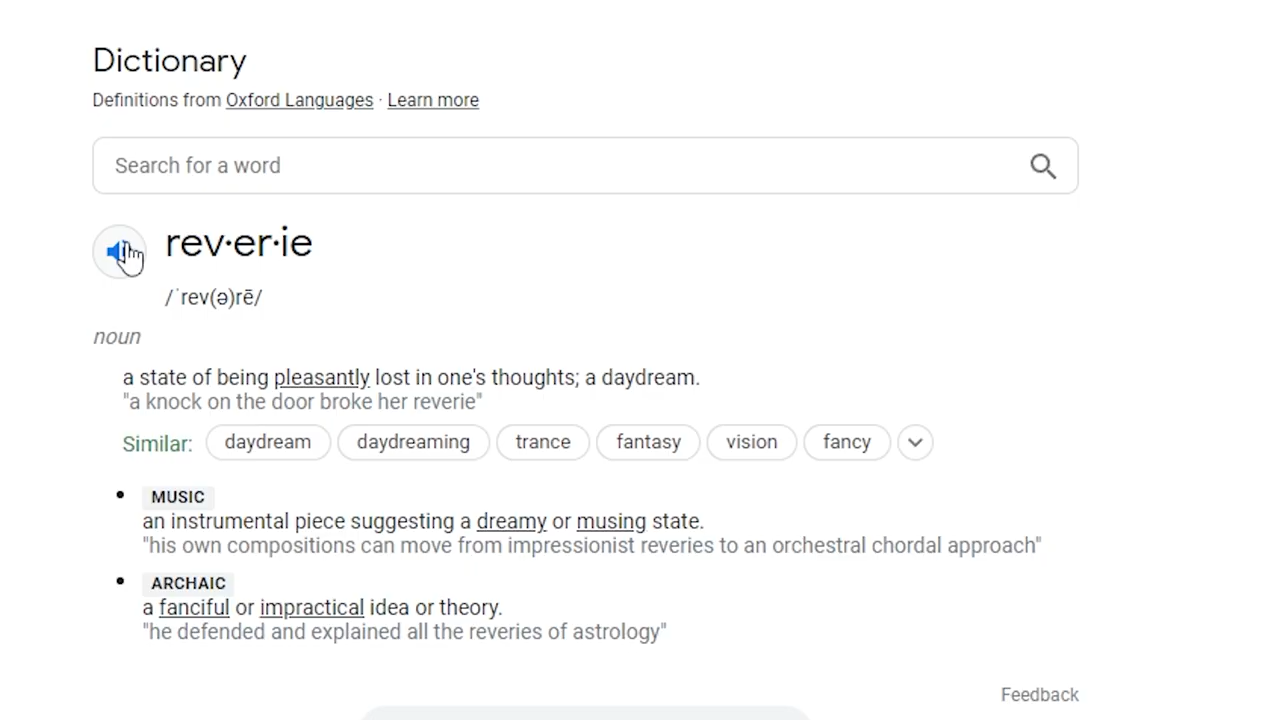 Dictionary
Definitions from Oxford Languages · Learn more
Search for a word
rev·er·ie
/ˈrev(ə)rē/
noun
a state of being pleasantly lost in one's thoughts; a daydream.
"a knock on the door broke her reverie"
Similar: daydream daydreaming trance fantasy vision fancy
MUSIC
an instrumental piece suggesting a dreamy or musing state.
"his own compositions can move from impressionist reveries to an orchestral chordal approach"
ARCHAIC
a fanciful or impractical idea or theory.
"he defended and explained all the reveries of astrology"
Feedback